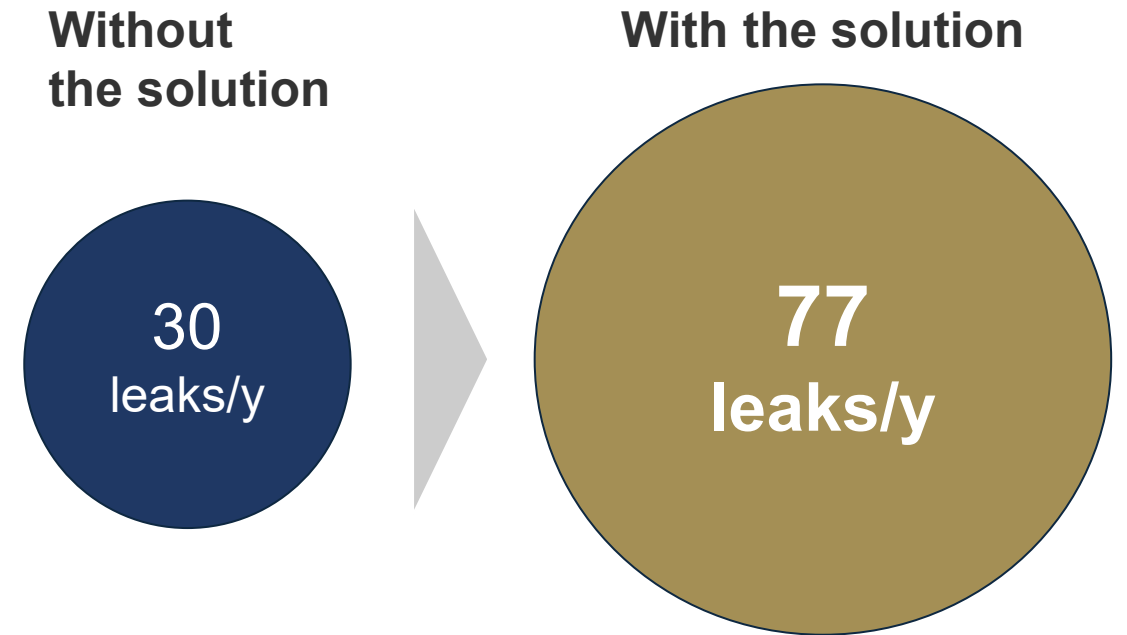 Without
the solution
With the solution
30
leaks/y
77
leaks/y